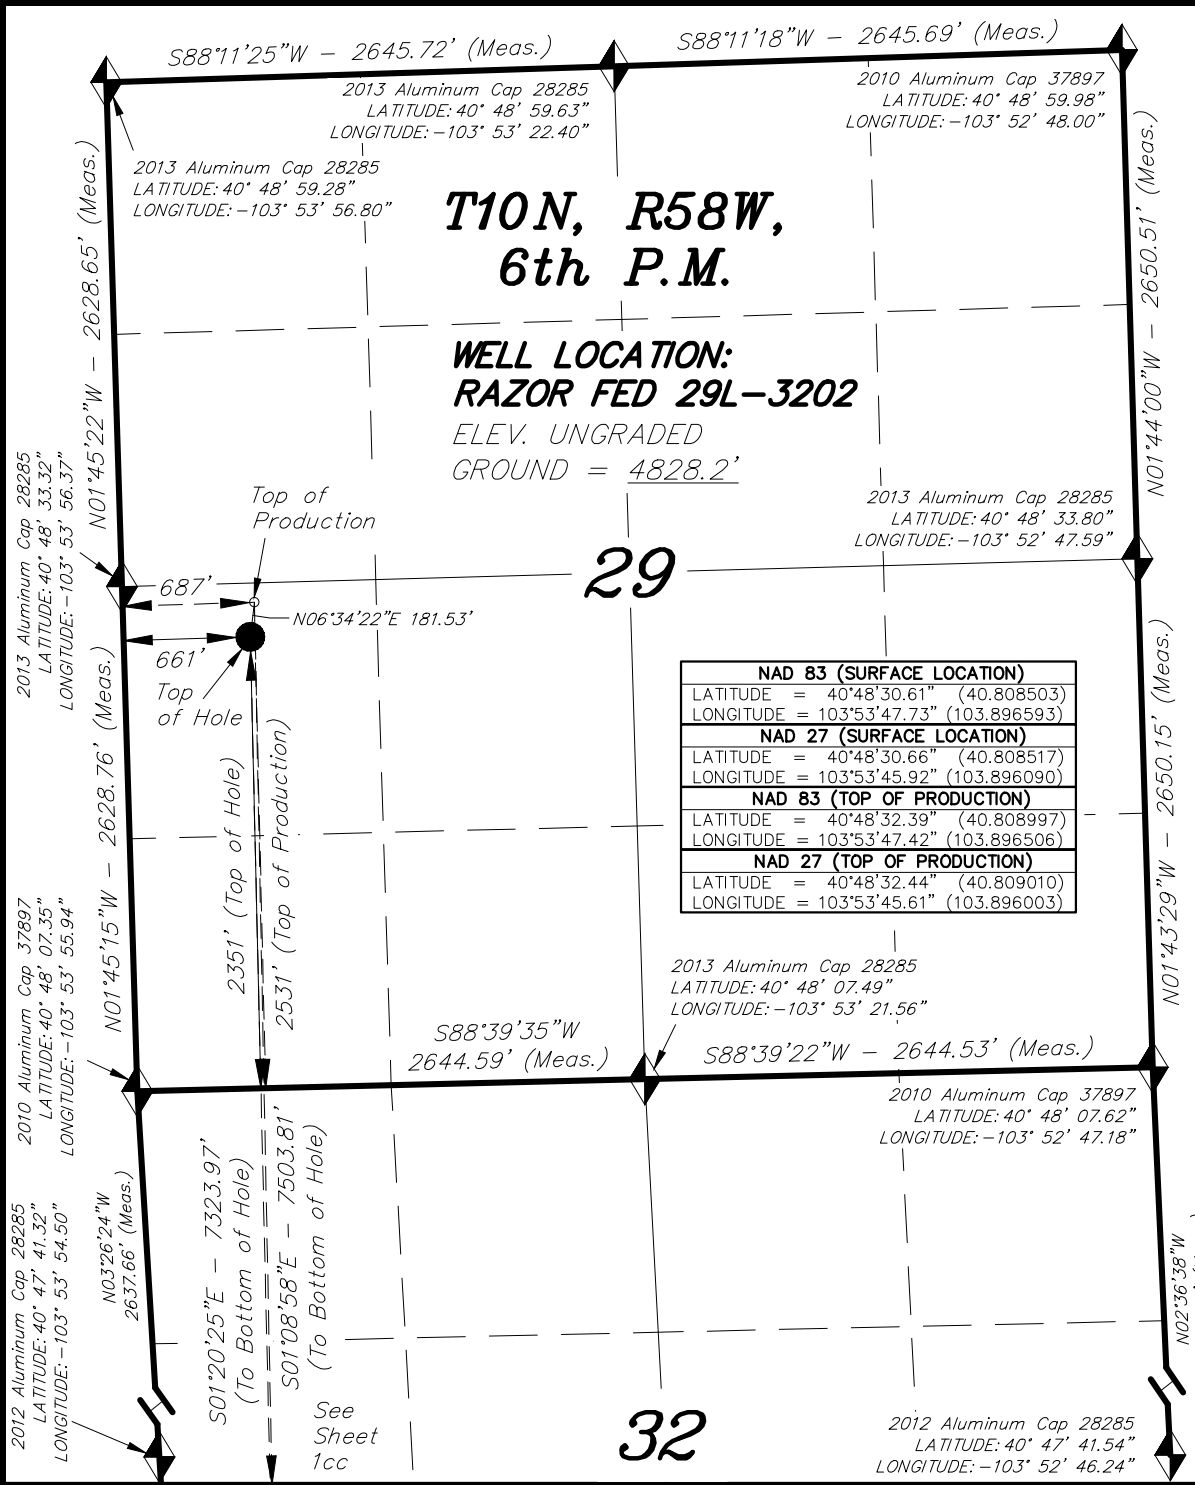 S88°11'25"W – 2645.72' (Meas.)
S88°11'18"W – 2645.69' (Meas.)
2013 Aluminum Cap 28285
LATITUDE: 40° 48' 59.63"
LONGITUDE: –103° 53' 22.40"
2010 Aluminum Cap 37897
LATITUDE: 40° 48' 59.98"
LONGITUDE: –103° 52' 48.00"
2013 Aluminum Cap 28285
LATITUDE: 40° 48' 59.28"
LONGITUDE: –103° 53' 56.80"
T10N, R58W,
6th P.M.
N01°45'22"W – 2628.65' (Meas.)
N01°44'00"W – 2650.51' (Meas.)
WELL LOCATION:
RAZOR FED 29L–3202
ELEV. UNGRADED
GROUND = 4828.2'
2013 Aluminum Cap 28285
LATITUDE: 40° 48' 33.32"
LONGITUDE: –103° 53' 56.37"
Top of
Production
2013 Aluminum Cap 28285
LATITUDE: 40° 48' 33.80"
LONGITUDE: –103° 52' 47.59"
29
687'
N06°34'22"E 181.53'
661'
Top
of Hole
NAD 83 (SURFACE LOCATION)
LATITUDE = 40°48'30.61" (40.808503)
LONGITUDE = 103°53'47.73" (103.896593)
NAD 27 (SURFACE LOCATION)
LATITUDE = 40°48'30.66" (40.808517)
LONGITUDE = 103°53'45.92" (103.896090)
NAD 83 (TOP OF PRODUCTION)
LATITUDE = 40°48'32.39" (40.808997)
LONGITUDE = 103°53'47.42" (103.896506)
NAD 27 (TOP OF PRODUCTION)
LATITUDE = 40°48'32.44" (40.809010)
LONGITUDE = 103°53'45.61" (103.896003)
N01°45'15"W – 2628.76' (Meas.)
2351' (Top of Hole)
2531' (Top of Production)
N01°43'29"W – 2650.15' (Meas.)
2010 Aluminum Cap 37897
LATITUDE: 40° 48' 07.35"
LONGITUDE: –103° 53' 55.94"
2013 Aluminum Cap 28285
LATITUDE: 40° 48' 07.49"
LONGITUDE: –103° 53' 21.56"
S88°39'35"W
2644.59' (Meas.)
S88°39'22"W – 2644.53' (Meas.)
2010 Aluminum Cap 37897
LATITUDE: 40° 48' 07.62"
LONGITUDE: –103° 52' 47.18"
N03°26'24"W
2637.66' (Meas.)
S01°20'25"E – 7323.97'
(To Bottom of Hole)
S01°08'58"E – 7503.81'
(To Bottom of Hole)
N02°36'38"W
2012 Aluminum Cap 28285
LATITUDE: 40° 47' 41.32"
LONGITUDE: –103° 53' 54.50"
See
Sheet
1cc
32
2012 Aluminum Cap 28285
LATITUDE: 40° 47' 41.54"
LONGITUDE: –103° 52' 46.24"